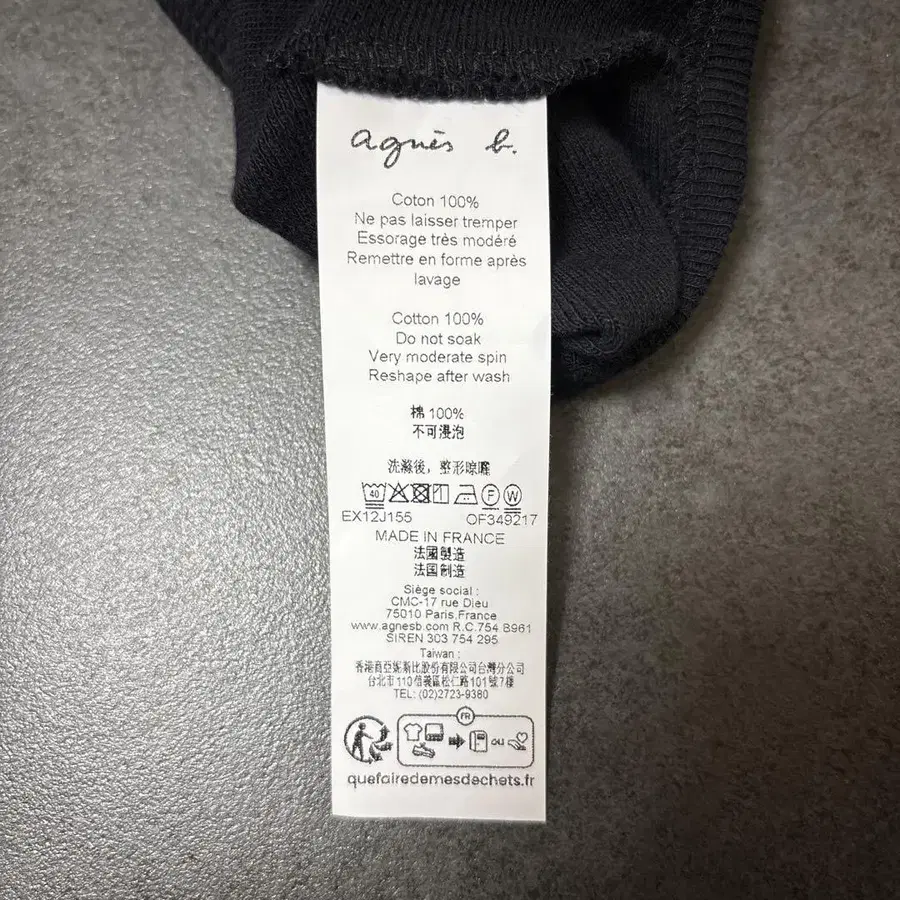 agnès b.
Coton 100%
Ne pas laisser tremper
Essorage très modéré
Remettre en forme après
lavage
Cotton 100%
Do not soak
Very moderate spin
Reshape after wash
棉 100%
不可浸泡
洗滌後，整形晾曬
40
F W
EX12J155 OF349217
MADE IN FRANCE
法國製造
法国制造
Siège social :
CMC-17 rue Dieu
75010 Paris,France
www.agnesb.com R.C.754 B961
SIREN 303 754 295
Taiwan :
香港商亞妮斯比股份有限公司台灣分公司
台北市110信義區松仁路101號7樓
TEL: (02)2723-9380
FR
ou
quefairedemesdechets.fr